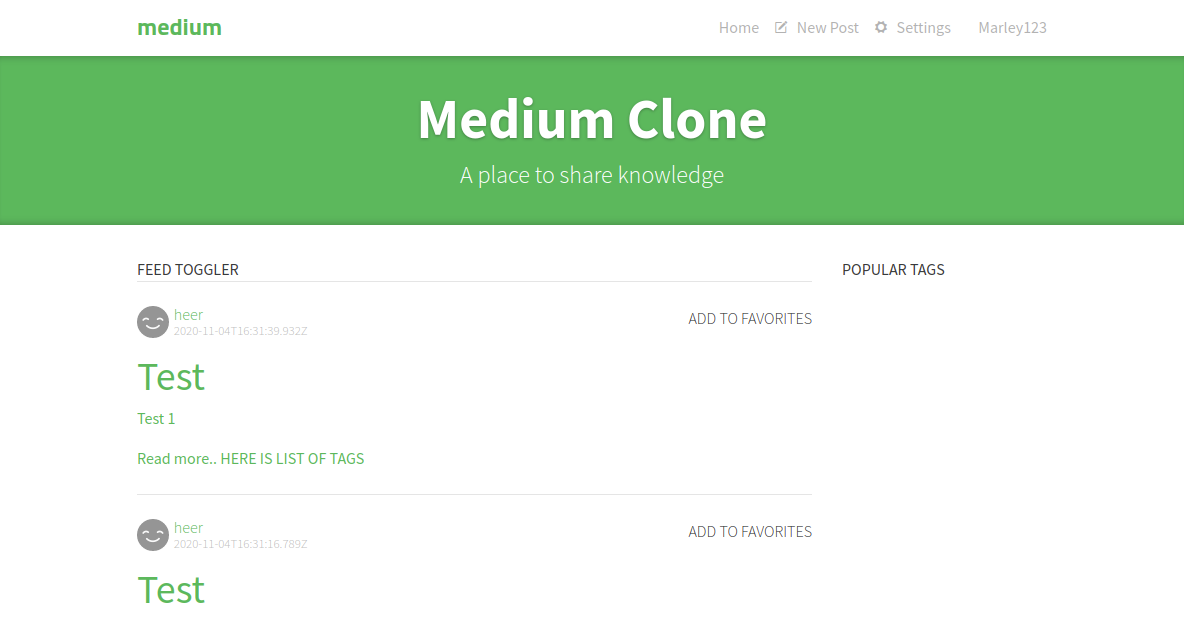 medium
Home New Post Settings Marley123
Medium Clone
A place to share knowledge
FEED TOGGLER
POPULAR TAGS
heer
2020-11-04T16:31:39.932Z
ADD TO FAVORITES
Test
Test 1
Read more.. HERE IS LIST OF TAGS
heer
2020-11-04T16:31:16.789Z
ADD TO FAVORITES
Test